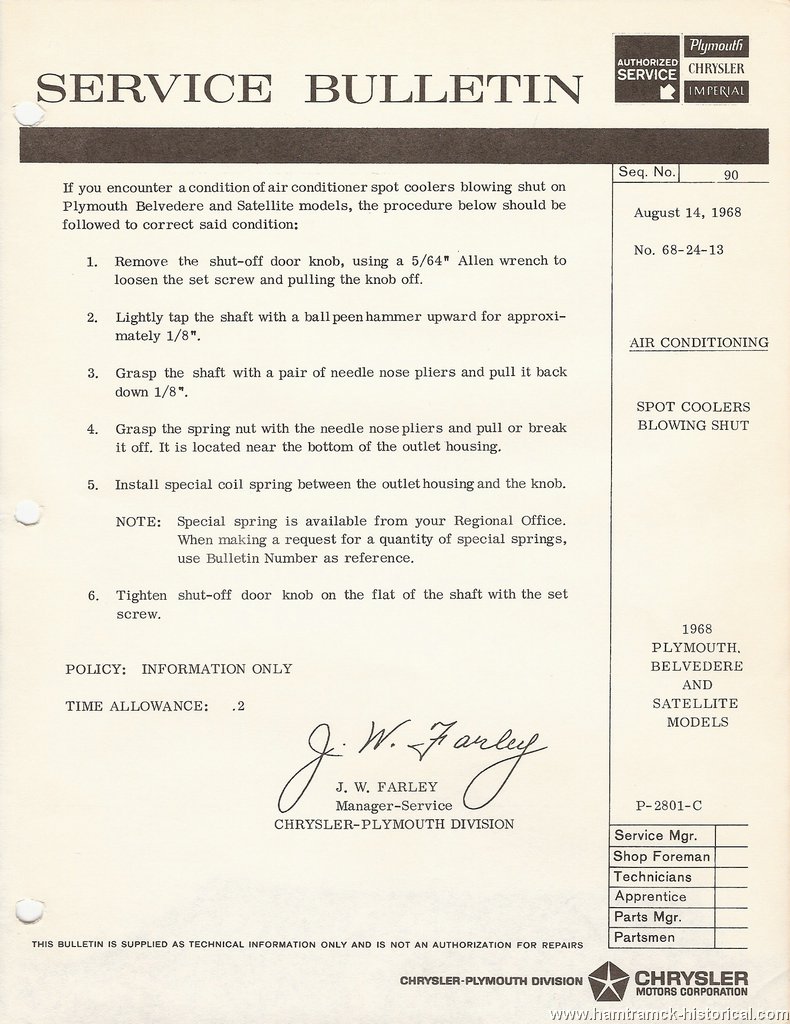 SERVICE BULLETIN
AUTHORIZED
SERVICE
Plymouth
CHRYSLER
IMPERIAL
Seq. No. 90
August 14, 1968
No. 68-24-13
AIR CONDITIONING
SPOT COOLERS
BLOWING SHUT
If you encounter a condition of air conditioner spot coolers blowing shut on
Plymouth Belvedere and Satellite models, the procedure below should be
followed to correct said condition:
1. Remove the shut-off door knob, using a 5/64" Allen wrench to
loosen the set screw and pulling the knob off.
2. Lightly tap the shaft with a ball peen hammer upward for approxi-
mately 1/8".
3. Grasp the shaft with a pair of needle nose pliers and pull it back
down 1/8".
4. Grasp the spring nut with the needle nose pliers and pull or break
it off. It is located near the bottom of the outlet housing.
5. Install special coil spring between the outlet housing and the knob.
NOTE: Special spring is available from your Regional Office.
When making a request for a quantity of special springs,
use Bulletin Number as reference.
6. Tighten shut-off door knob on the flat of the shaft with the set
screw.
POLICY: INFORMATION ONLY
TIME ALLOWANCE: .2
J. W. Farley
J. W. FARLEY
Manager-Service
CHRYSLER-PLYMOUTH DIVISION
1968
PLYMOUTH,
BELVEDERE
AND
SATELLITE
MODELS
P-2801-C
Service Mgr.
Shop Foreman
Technicians
Apprentice
Parts Mgr.
Partsmen
THIS BULLETIN IS SUPPLIED AS TECHNICAL INFORMATION ONLY AND IS NOT AN AUTHORIZATION FOR REPAIRS
CHRYSLER-PLYMOUTH DIVISION
CHRYSLER
MOTORS CORPORATION
www.hamtramck-historical.com